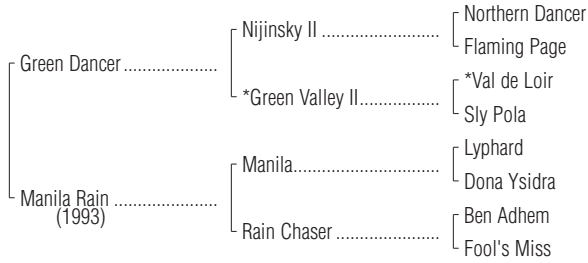 Northern Dancer
Nijinsky II ........................................
Flaming Page
Green Dancer ............................
*Val de Loir
*Green Valley II...........................
Sly Pola
Lyphard
Manila................................................
Dona Ysidra
Manila Rain ...............................
(1993)
Ben Adhem
Rain Chaser ...................................
Fool's Miss